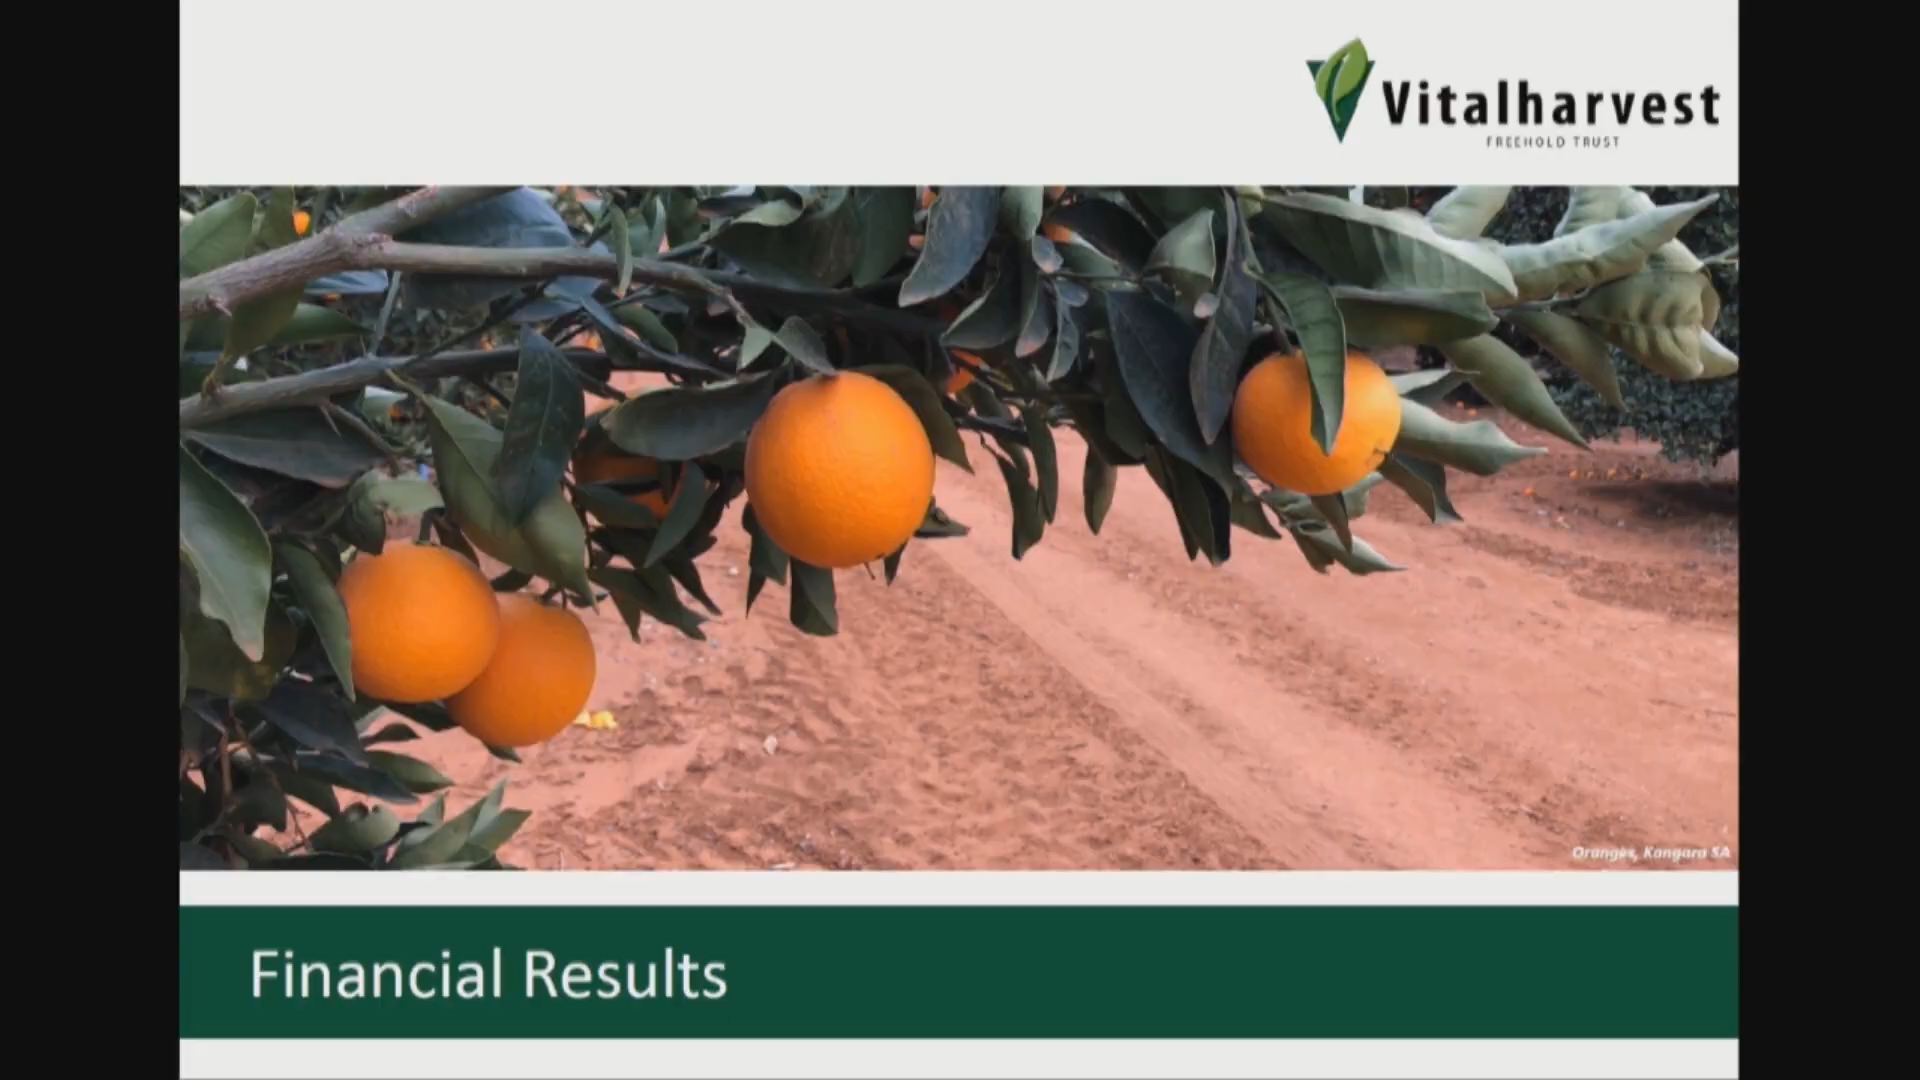 Vitalharvest
FREEHOLD TRUST
Oranges, Kangara SA
Financial Results